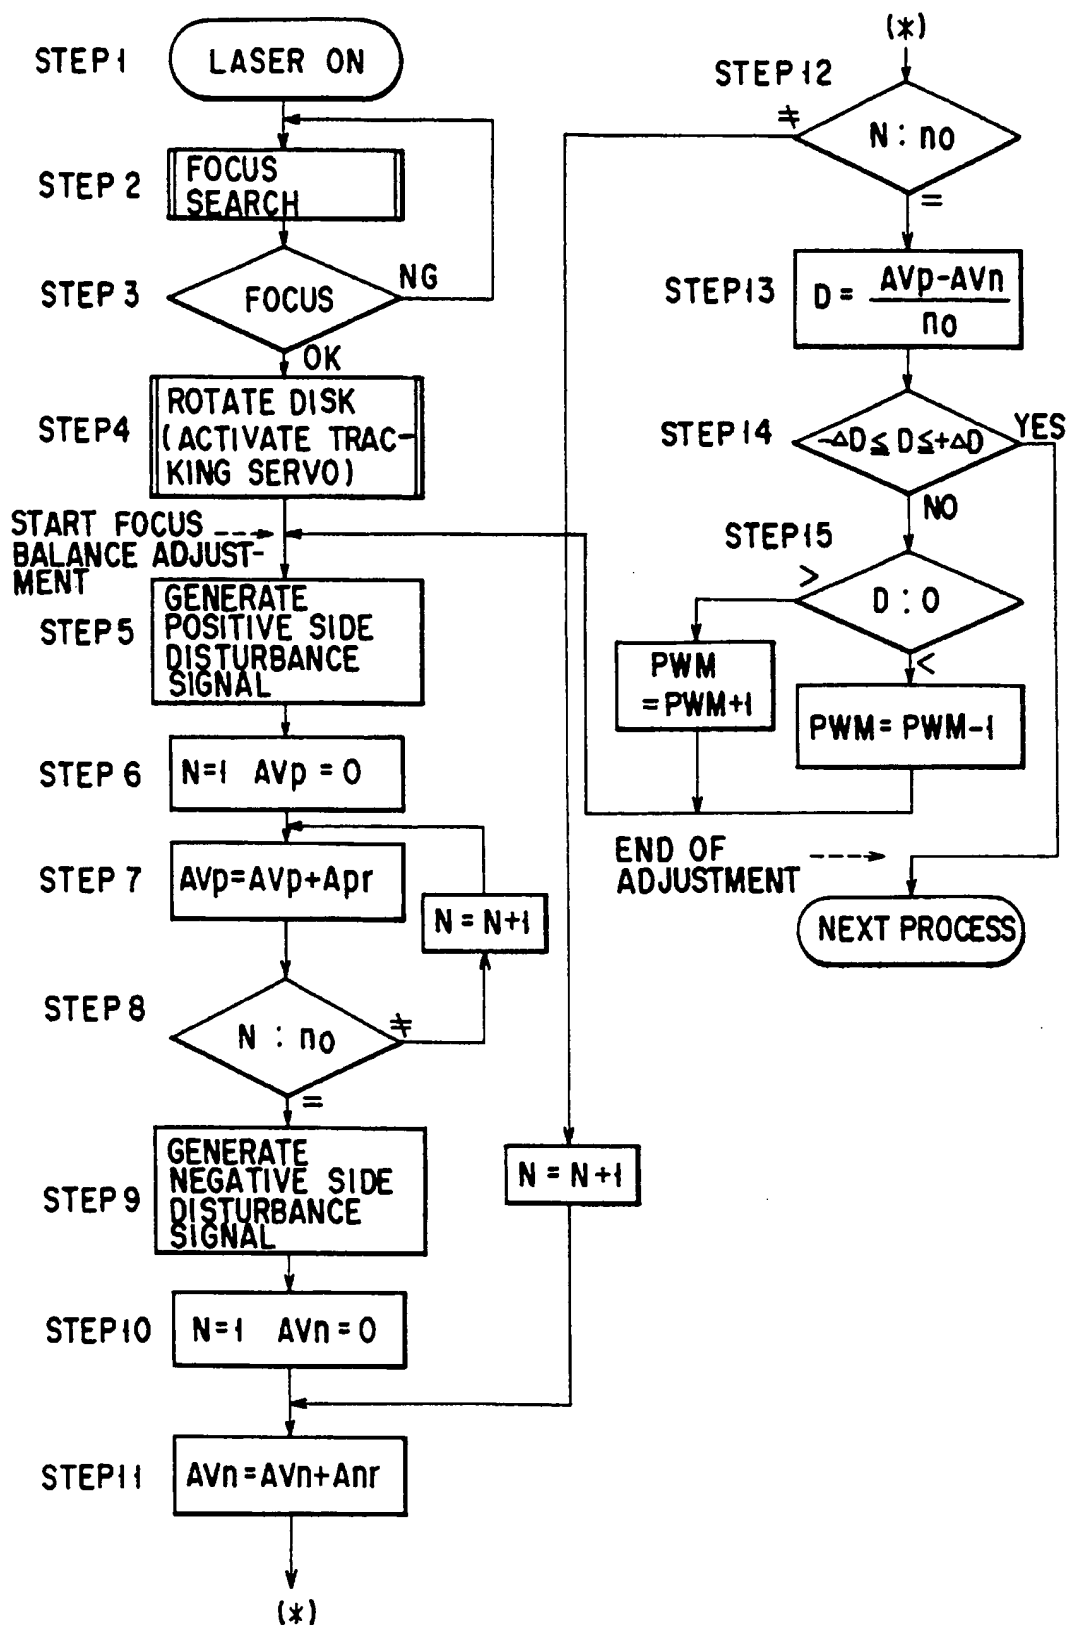 STEP 1
LASER ON
STEP 2
FOCUS
SEARCH
STEP 3
FOCUS
NG
OK
STEP4
ROTATE DISK
(ACTIVATE TRAC-
KING SERVO)
START FOCUS
BALANCE ADJUST-
MENT
STEP 5
GENERATE
POSITIVE SIDE
DISTURBANCE
SIGNAL
STEP 6
N=1 AVp = 0
STEP 7
AVp=AVp+Apr
N = N+1
STEP 8
N : no
≠
=
STEP 9
GENERATE
NEGATIVE SIDE
DISTURBANCE
SIGNAL
N = N+1
STEP10
N=1 AVn = 0
STEP11
AVn=AVn+Anr
(*)
(*)
STEP12
≠
N : no
=
STEP13
D = AVp-AVn
no
STEP14
-ΔD≦D≦+ΔD
YES
NO
STEP15
>
D : 0
<
PWM
=PWM+1
PWM= PWM-1
END OF
ADJUSTMENT
NEXT PROCESS